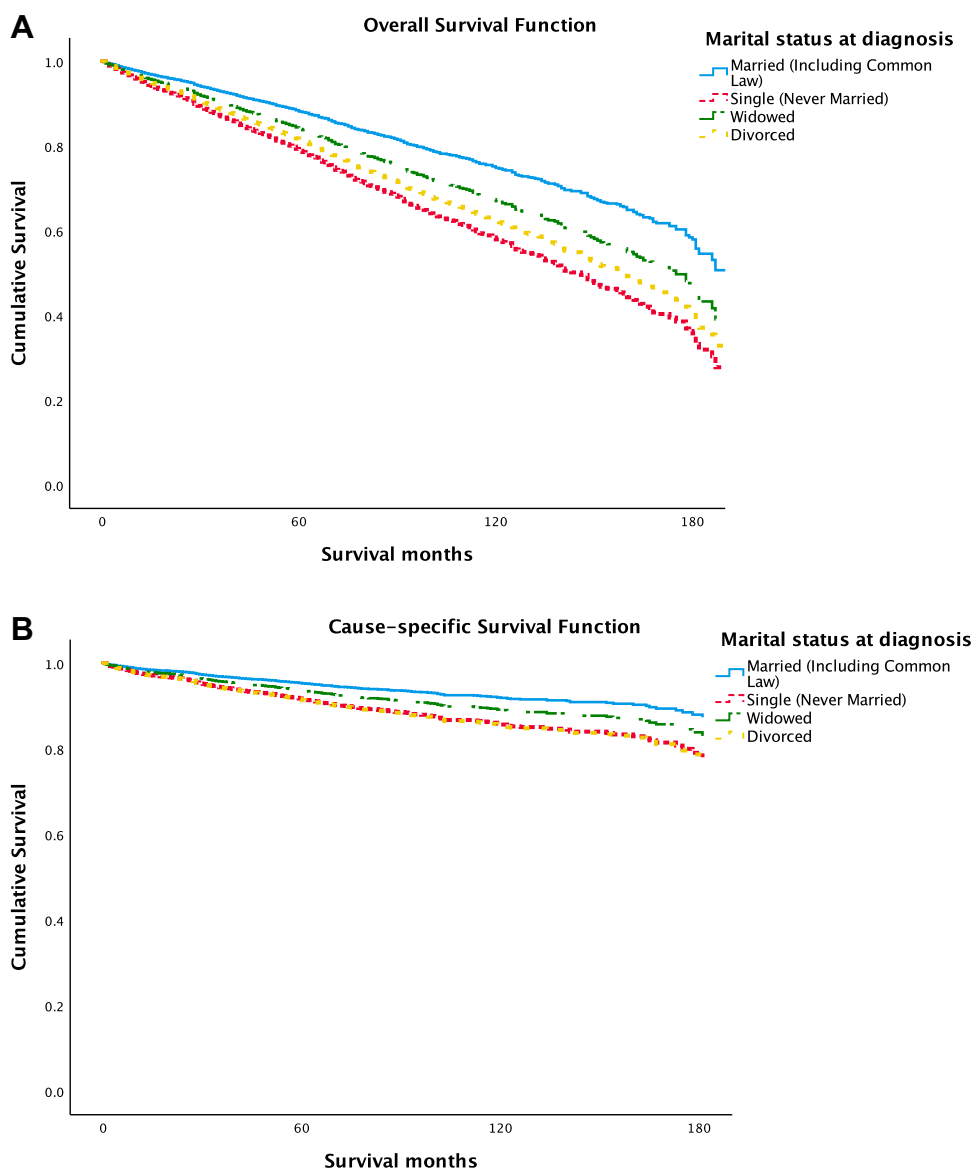 A
Overall Survival Function
Marital status at diagnosis
Married (Including Common
Law)
Single (Never Married)
Widowed
Divorced
Cumulative Survival
1.0
0.8
0.6
0.4
0.2
0.0
0
60
120
180
Survival months
B
Cause-specific Survival Function
Marital status at diagnosis
Married (Including Common
Law)
Single (Never Married)
Widowed
Divorced
Cumulative Survival
1.0
0.8
0.6
0.4
0.2
0.0
0
60
120
180
Survival months